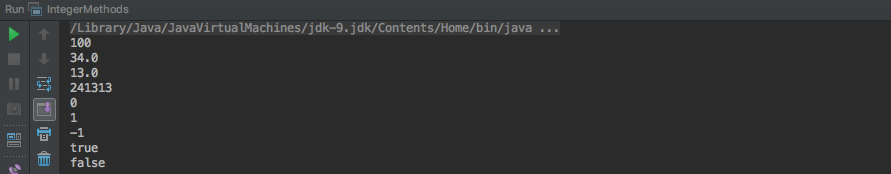 Run IntegerMethods
/Library/Java/JavaVirtualMachines/jdk-9.jdk/Contents/Home/bin/java ...
100
34.0
13.0
241313
0
1
-1
true
false